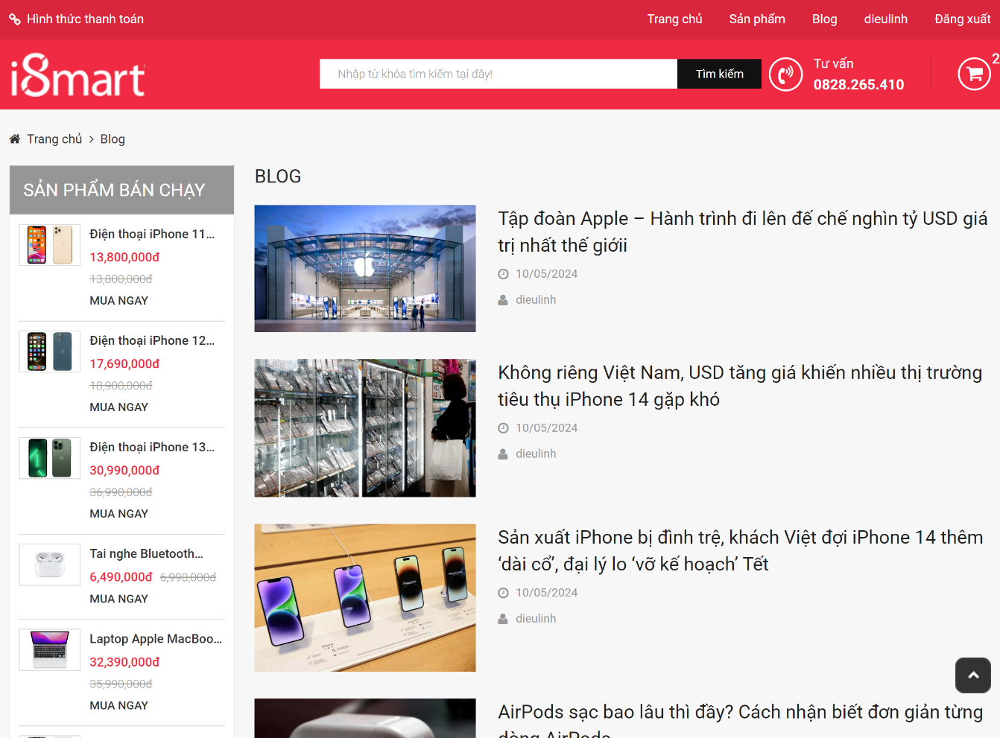 Hình thức thanh toán
Trang chủ
Sản phẩm
Blog
dieulinh
Đăng xuất
i8mart
Nhập từ khóa tìm kiếm tại đây!
Tìm kiếm
Tư vấn
0828.265.410
2
Trang chủ > Blog
SẢN PHẨM BÁN CHẠY
Điện thoại iPhone 11...
13,800,000đ
13,800,000đ
MUA NGAY
Điện thoại iPhone 12...
17,690,000đ
18,900,000đ
MUA NGAY
Điện thoại iPhone 13...
30,990,000đ
36,990,000đ
MUA NGAY
Tai nghe Bluetooth...
6,490,000đ 6,990,000đ
MUA NGAY
Laptop Apple MacBoo...
32,390,000đ
35,990,000đ
MUA NGAY
BLOG
Tập đoàn Apple – Hành trình đi lên đế chế nghìn tỷ USD giá
trị nhất thế giớii
10/05/2024
dieulinh
Không riêng Việt Nam, USD tăng giá khiến nhiều thị trường
tiêu thụ iPhone 14 gặp khó
10/05/2024
dieulinh
Sản xuất iPhone bị đình trệ, khách Việt đợi iPhone 14 thêm
‘dài cổ’, đại lý lo ‘vỡ kế hoạch’ Tết
10/05/2024
dieulinh
AirPods sạc bao lâu thì đầy? Cách nhận biết đơn giản từng
dòng AirPods